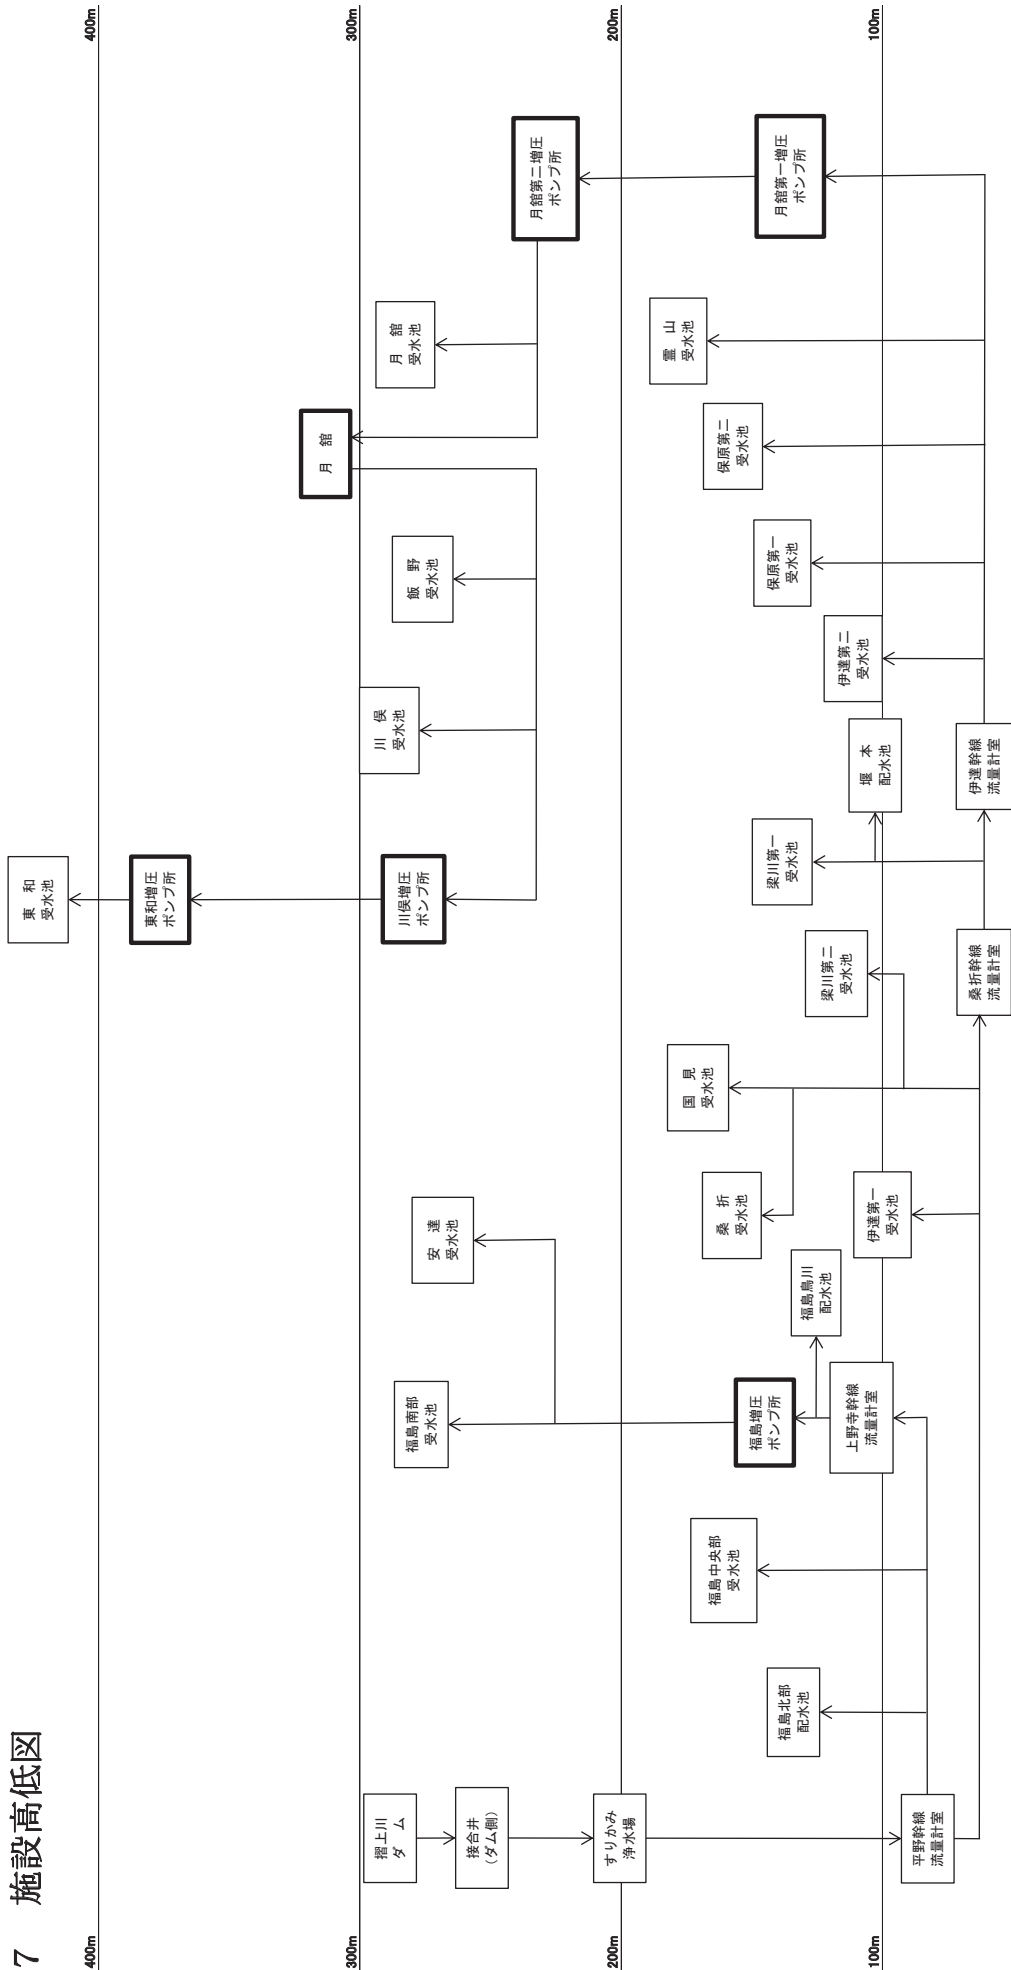 7　施設高低図
400m
400m
300m
300m
200m
200m
100m
100m
摺上川
ダ　ム
接合井
（ダム側）
すりかみ
浄水場
平野幹線
流量計室
福島北部
配水池
福島中央部
受水池
上野寺幹線
流量計室
福島増圧
ポンプ所
福島鳥川
配水池
福島南部
受水池
安　達
受水池
伊達第一
受水池
桑　折
受水池
国　見
受水池
梁川第二
受水池
桑折幹線
流量計室
梁川第一
受水池
堰　本
配水池
伊達幹線
流量計室
伊達第二
受水池
保原第一
受水池
保原第二
受水池
霊　山
受水池
月舘第一増圧
ポンプ所
月舘第二増圧
ポンプ所
月　舘
受水池
月　舘
飯　野
受水池
川　俣
受水池
川俣増圧
ポンプ所
東和増圧
ポンプ所
東　和
受水池